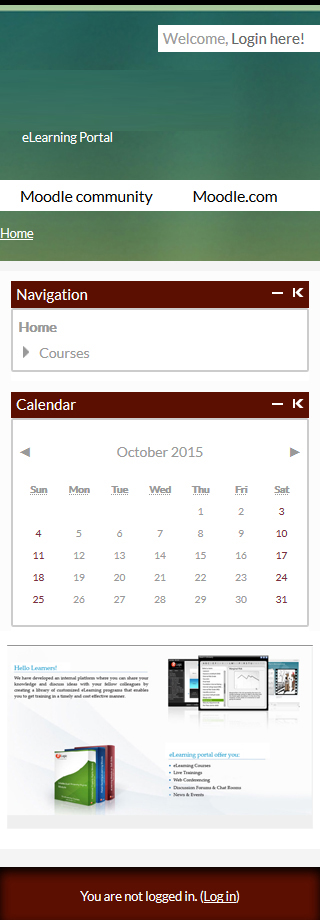 Welcome, Login here!
eLearning Portal
Moodle community Moodle.com
Home
Navigation
Home
Courses
Calendar
◀ October 2015 ▶
Sun Mon Tue Wed Thu Fri Sat
1 2 3
4 5 6 7 8 9 10
11 12 13 14 15 16 17
18 19 20 21 22 23 24
25 26 27 28 29 30 31
Hello Learners!
We have developed an internal platform where you can share your
knowledge and discuss ideas with your fellow colleagues by
creating a library of customized eLearning programs that enables
you to get training in a timely and cost-effective manner.
eLearning portal offer you:
• eLearning Courses
• Live Trainings
• Web Conferencing
• Discussion Forums & Chat Rooms
• News & Events
You are not logged in. (Log in)